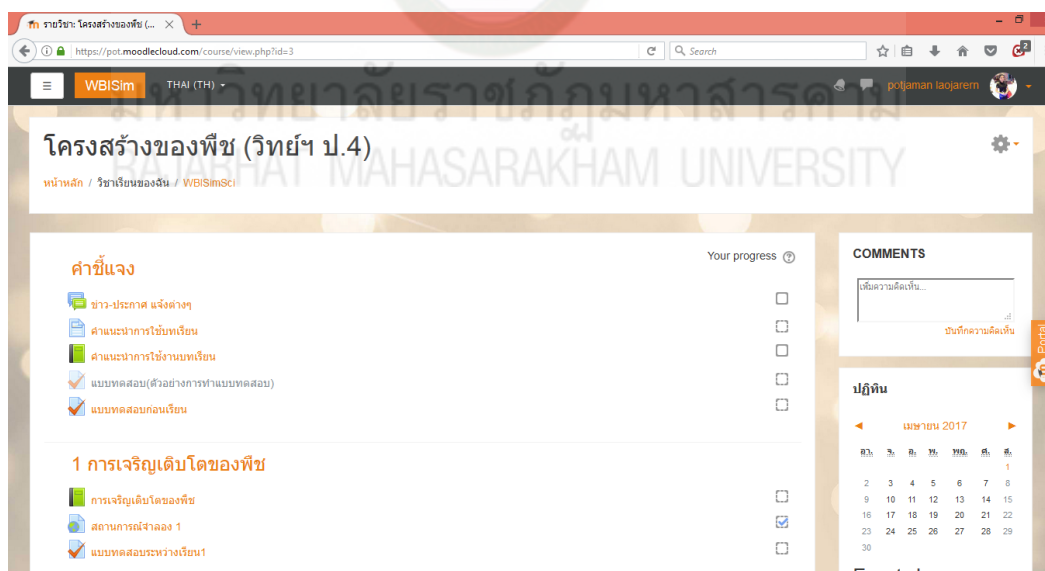 รายวิชา: โครงสร้างของพืช (...
https://pot.moodlecloud.com/course/view.php?id=3
Search
2
WBISim
THAI (TH)
potjaman laojarern
มหาวิทยาลัยราชภัฏมหาสารคาม
RAJABHAT MAHASARAKHAM UNIVERSITY
โครงสร้างของพืช (วิทย์ฯ ป.4)
หน้าหลัก / วิชาเรียนของฉัน / WBISimSci
Your progress
คำชี้แจง
ข่าว-ประกาศ แจ้งต่างๆ
คำแนะนำการใช้บทเรียน
คำแนะนำการใช้งานบทเรียน
แบบทดสอบ(ตัวอย่างการทำแบบทดสอบ)
แบบทดสอบก่อนเรียน
1 การเจริญเติบโตของพืช
การเจริญเติบโตของพืช
สถานการณ์จำลอง 1
แบบทดสอบระหว่างเรียน1
COMMENTS
เพิ่มความคิดเห็น...
บันทึกความคิดเห็น
Portal
ปฏิทิน
เมษายน 2017
อา. จ. อ. พ. พฤ. ศ. ส.
1
2 3 4 5 6 7 8
9 10 11 12 13 14 15
16 17 18 19 20 21 22
23 24 25 26 27 28 29
30